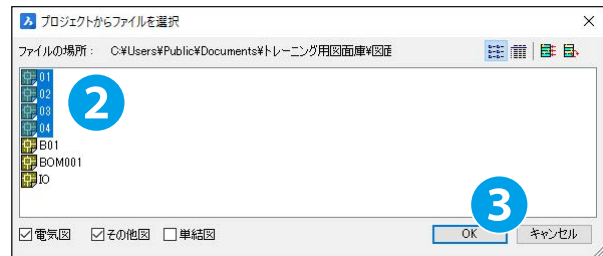 プロジェクトからファイルを選択
ファイルの場所： C:¥Users¥Public¥Documents¥トレーニング用図面庫¥図面
01
02
03
04
B01
BOM001
IO
2
3
電気図 その他図 単結図
OK キャンセル